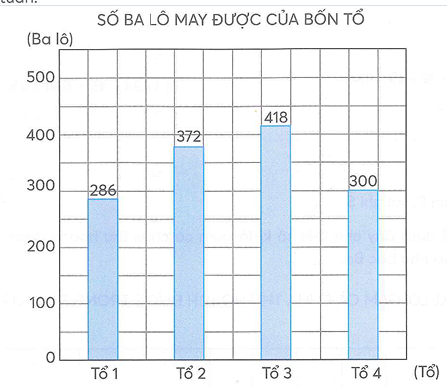 tuần.
SỐ BA LÔ MAY ĐƯỢC CỦA BỐN TỔ
(Ba lô)
500
400
300
200
100
0
286
372
418
300
Tổ 1
Tổ 2
Tổ 3
Tổ 4
(Tổ)